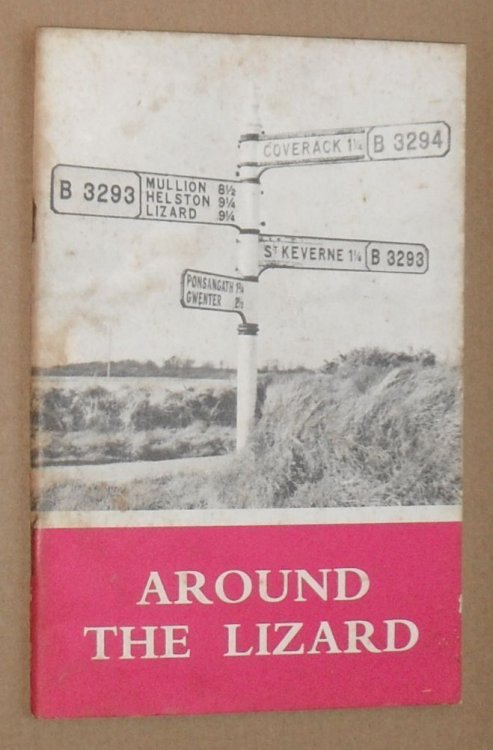 COVERACK 1¼ B 3294
B 3293 MULLION 8½
HELSTON 9¼
LIZARD 9¼
ST KEVERNE 1¼ B 3293
PONSANGATH 1¾
GWENTER 2½
AROUND
THE LIZARD